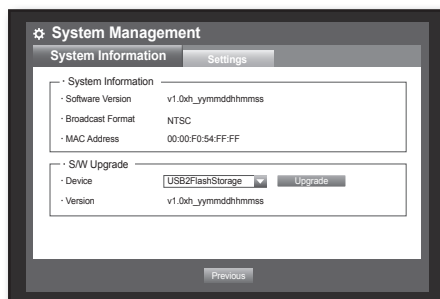 System Management
System Information
Settings
· System Information
· Software Version v1.0xh_yymmddhhmmss
· Broadcast Format NTSC
· MAC Address 00:00:F0:54:FF:FF
· S/W Upgrade
· Device USB2FlashStorage Upgrade
· Version v1.0xh_yymmddhhmmss
Previous